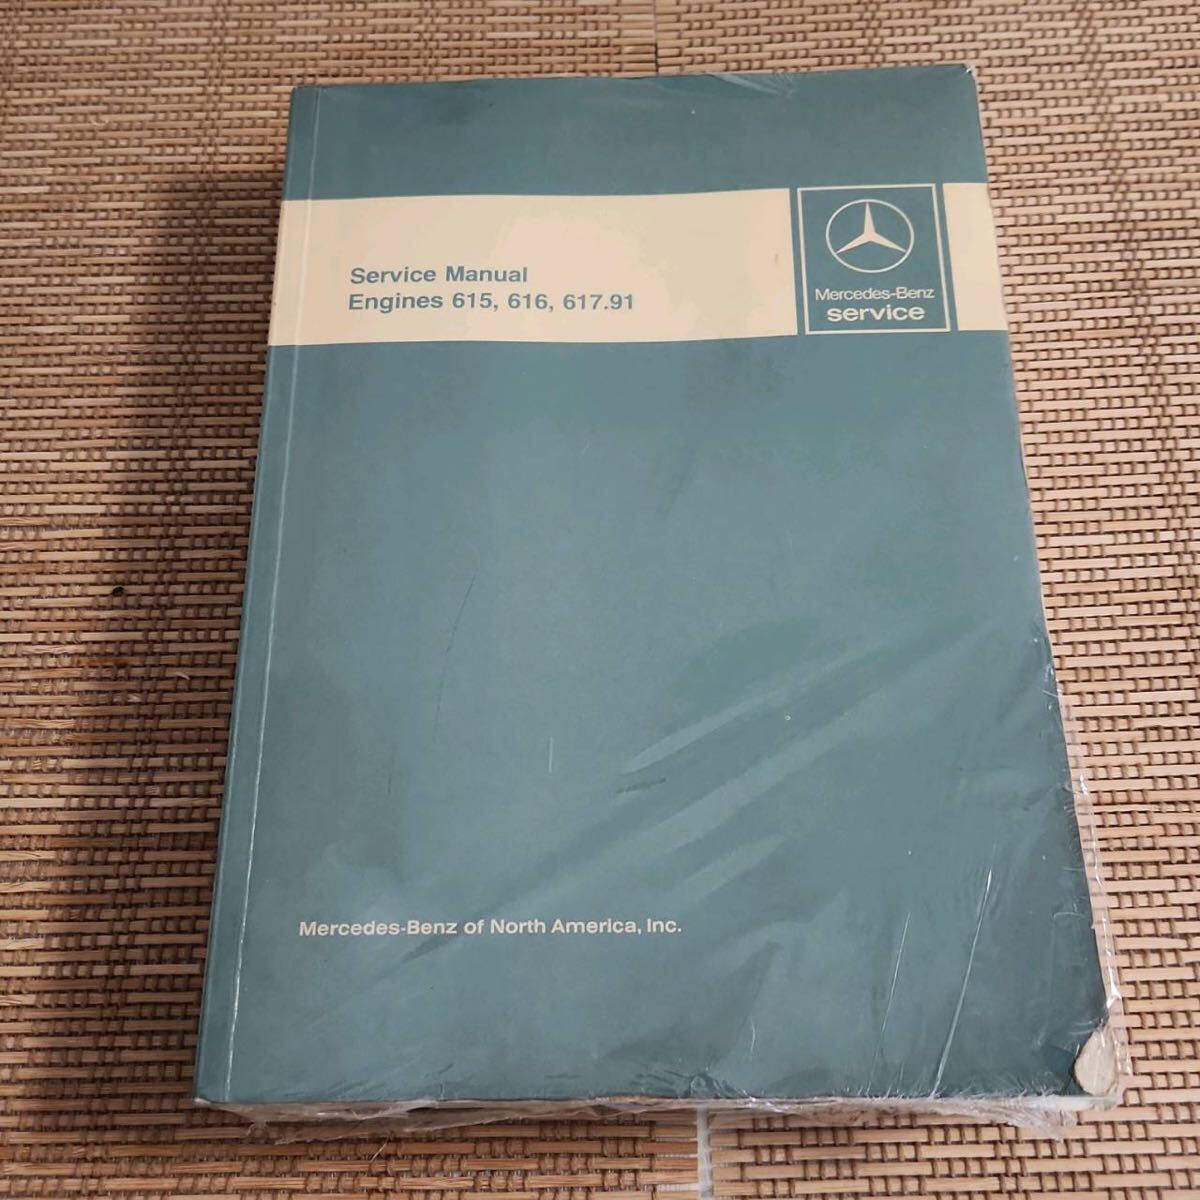 Service Manual
Engines 615, 616, 617.91
Mercedes-Benz
service
Mercedes-Benz of North America, Inc.